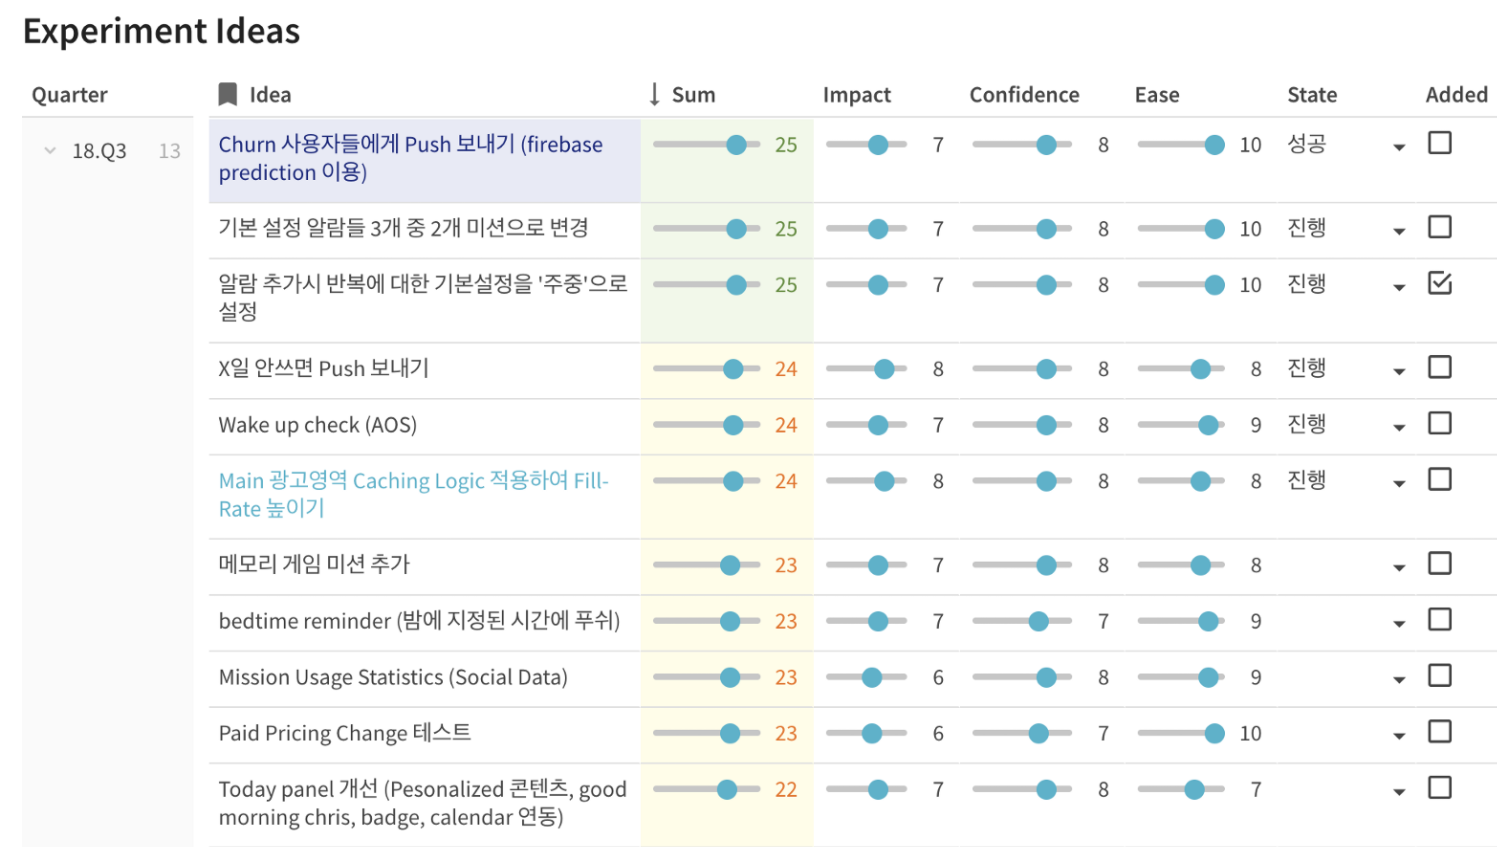 Experiment Ideas
Quarter Idea Sum Impact Confidence Ease State Added
18.Q3 13 Churn 사용자들에게 Push 보내기 (firebase 25 7 8 10 성공
prediction 이용)
기본 설정 알람들 3개 중 2개 미션으로 변경 25 7 8 10 진행
알람 추가시 반복에 대한 기본설정을 '주중'으로 25 7 8 10 진행
설정
X일 안쓰면 Push 보내기 24 8 8 8 진행
Wake up check (AOS) 24 7 8 9 진행
Main 광고영역 Caching Logic 적용하여 Fill- 24 8 8 8 진행
Rate 높이기
메모리 게임 미션 추가 23 7 8 8
bedtime reminder (밤에 지정된 시간에 푸쉬) 23 7 7 9
Mission Usage Statistics (Social Data) 23 6 8 9
Paid Pricing Change 테스트 23 6 7 10
Today panel 개선 (Pesonalized 콘텐츠, good 22 7 8 7
morning chris, badge, calendar 연동)